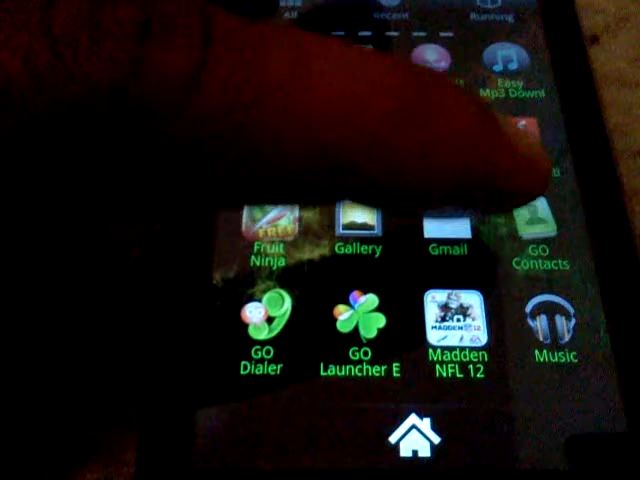 All Recent Running
Easy
Mp3 Downl
Fruit Gallery Gmail GO
Ninja Contacts
FREE
GO GO Madden Music
Dialer Launcher E NFL 12
MADDEN 12